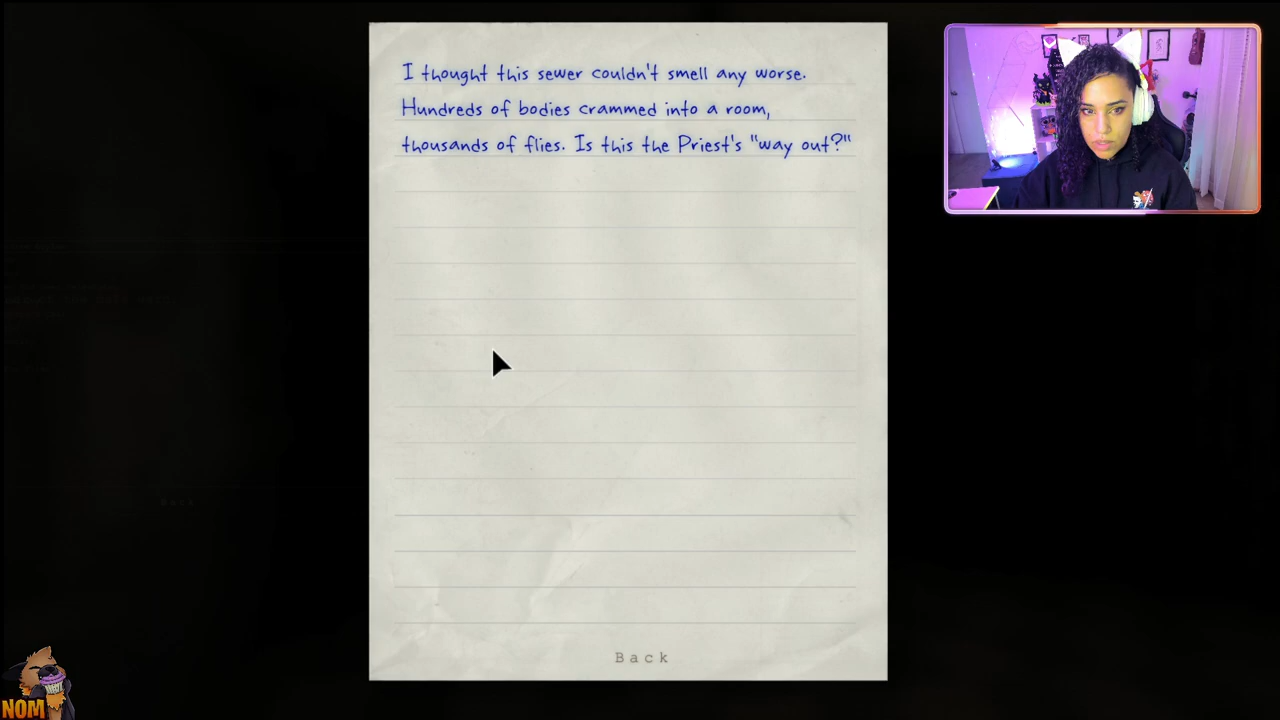 I thought this sewer couldn't smell any worse.
Hundreds of bodies crammed into a room,
thousands of flies. Is this the Priest's "way out?"
Back
NOM